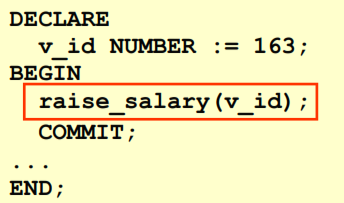 DECLARE
v_id NUMBER := 163;
BEGIN
raise_salary(v_id);
COMMIT;
...
END;